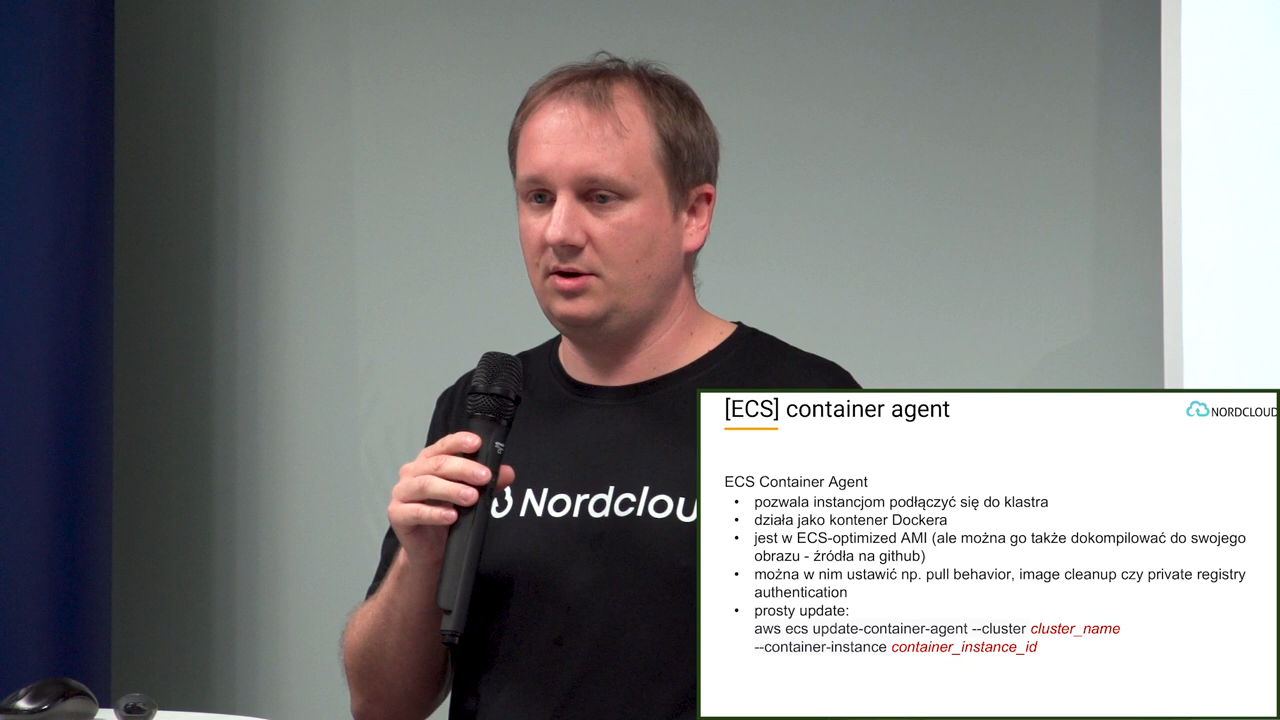 Nordclou
[ECS] container agent
NORDCLOUD
ECS Container Agent
• pozwala instancjom podłączyć się do klastra
• działa jako kontener Dockera
• jest w ECS-optimized AMI (ale można go także dokompilować do swojego
obrazu - źródła na github)
• można w nim ustawić np. pull behavior, image cleanup czy private registry
authentication
• prosty update:
aws ecs update-container-agent --cluster cluster_name
--container-instance container_instance_id